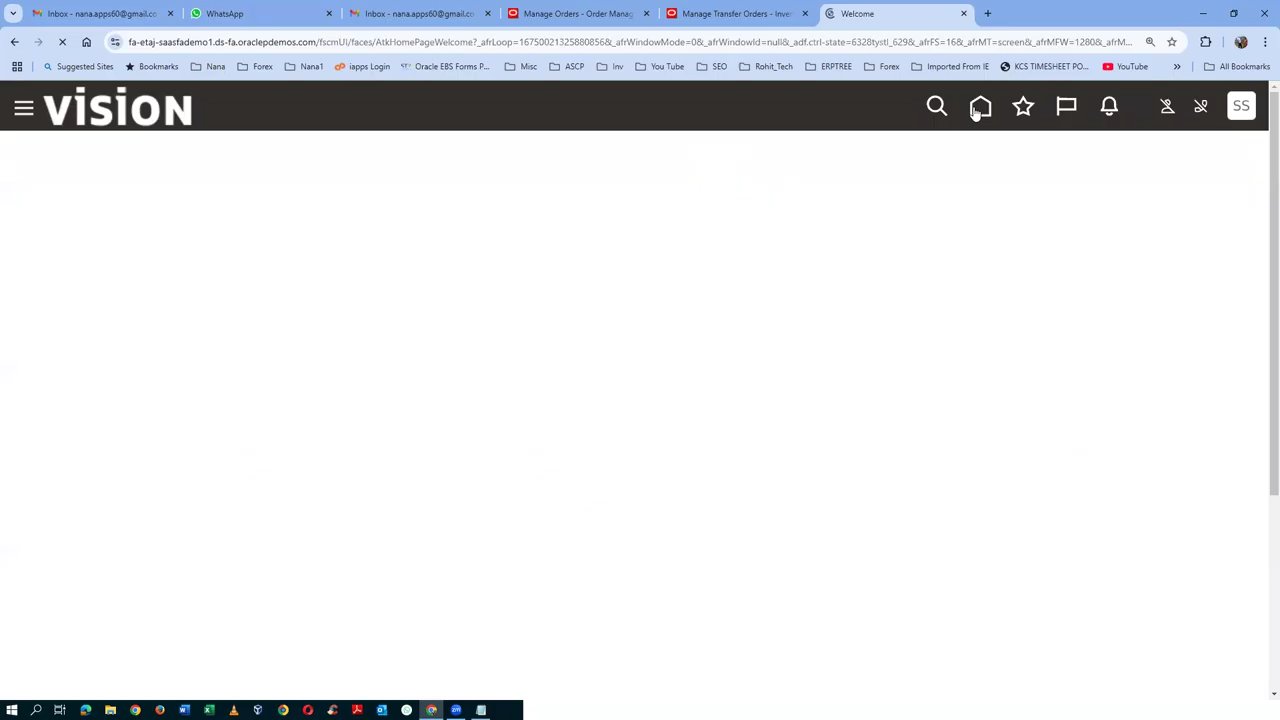 Inbox - nana.apps60@gmail.co
WhatsApp
Inbox - nana.apps60@gmail.co
Manage Orders - Order Manag
Manage Transfer Orders - Inve
Welcome
fa-etaj-saasfademo1.ds-fa.oraclepdemos.com/fscmUI/faces/AtkHomePageWelcome?_afrLoop=16750021325880856&_afrWindowMode=0&_afrWindowId=null&_adf.ctrl-state=6328tystl_629&_afrFS=16&_afrMT=screen&_afrMFW=1280&_afrM...
Suggested Sites
Bookmarks
Nana
Forex
Nana1
iapps Login
Oracle EBS Forms P...
Misc
ASCP
Inv
You Tube
SEO
Rohit_Tech
ERPTREE
Forex
Imported From IE
KCS TIMESHEET PO...
YouTube
»
All Bookmarks
vision
SS